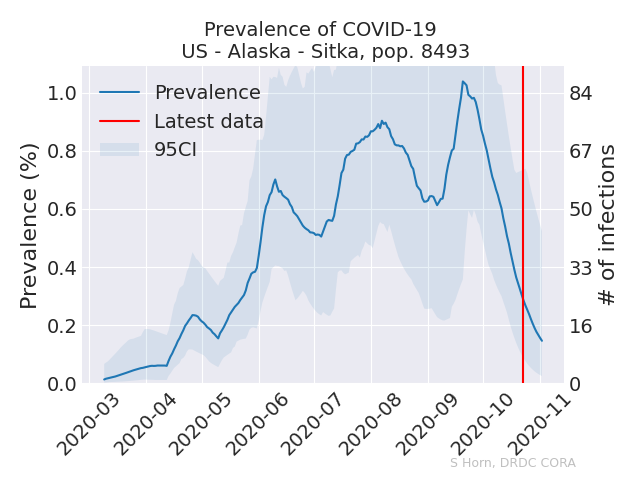 Prevalence of COVID-19
US - Alaska - Sitka, pop. 8493
Prevalence
Latest data
95CI
Prevalence (%)
1.0
0.8
0.6
0.4
0.2
0.0
84
67
50
33
16
0
# of infections
2020-03
2020-04
2020-05
2020-06
2020-07
2020-08
2020-09
2020-10
2020-11
S Horn, DRDC CORA